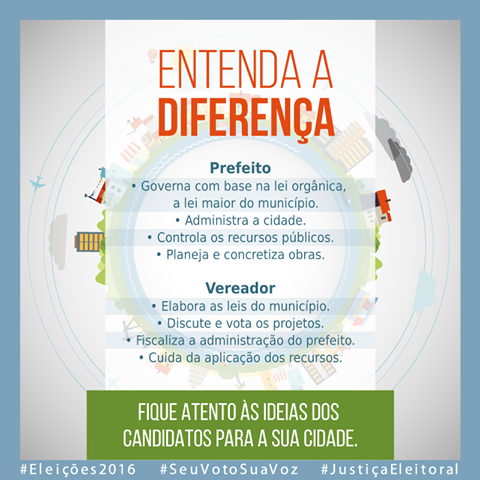 ENTENDA A
DIFERENÇA
Prefeito
• Governa com base na lei orgânica,
a lei maior do município.
• Administra a cidade.
• Controla os recursos públicos.
• Planeja e concretiza obras.
Vereador
• Elabora as leis do município.
• Discute e vota os projetos.
• Fiscaliza a administração do prefeito.
• Cuida da aplicação dos recursos.
FIQUE ATENTO ÀS IDEIAS DOS
CANDIDATOS PARA A SUA CIDADE.
#Eleições2016 #SeuVotoSuaVoz #JustiçaEleitoral